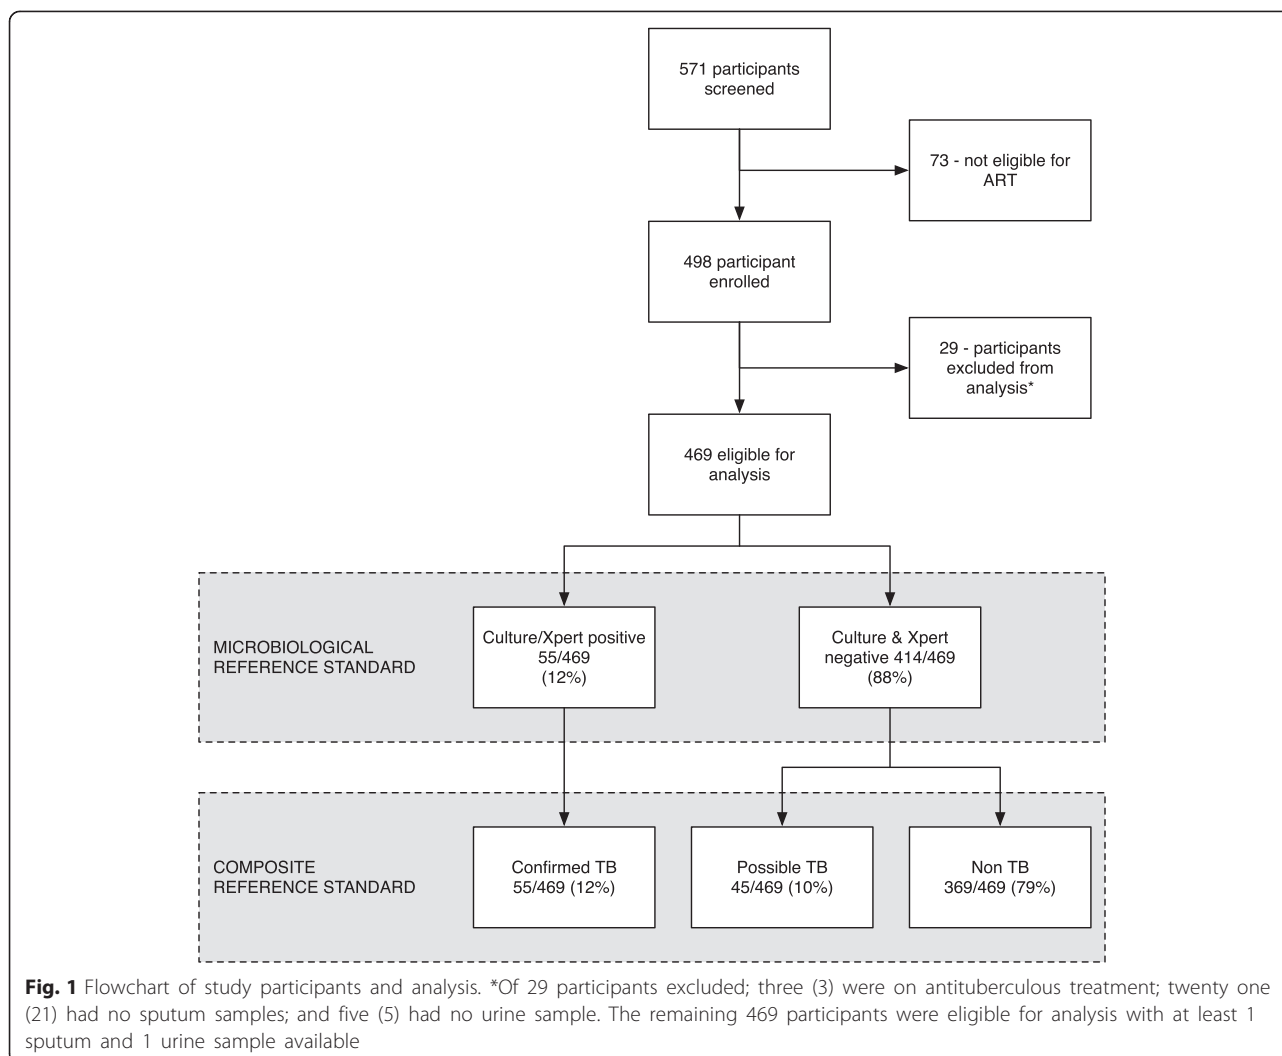 571 participants
screened
73 - not eligible for
ART
498 participant
enrolled
29 - participants
excluded from
analysis*
469 eligible for
analysis
MICROBIOLOGICAL
REFERENCE STANDARD
Culture/Xpert positive
55/469
(12%)
Culture & Xpert
negative 414/469
(88%)
COMPOSITE
REFERENCE STANDARD
Confirmed TB
55/469 (12%)
Possible TB
45/469 (10%)
Non TB
369/469 (79%)
Fig. 1 Flowchart of study participants and analysis. *Of 29 participants excluded; three (3) were on antituberculous treatment; twenty one
(21) had no sputum samples; and five (5) had no urine sample. The remaining 469 participants were eligible for analysis with at least 1
sputum and 1 urine sample available